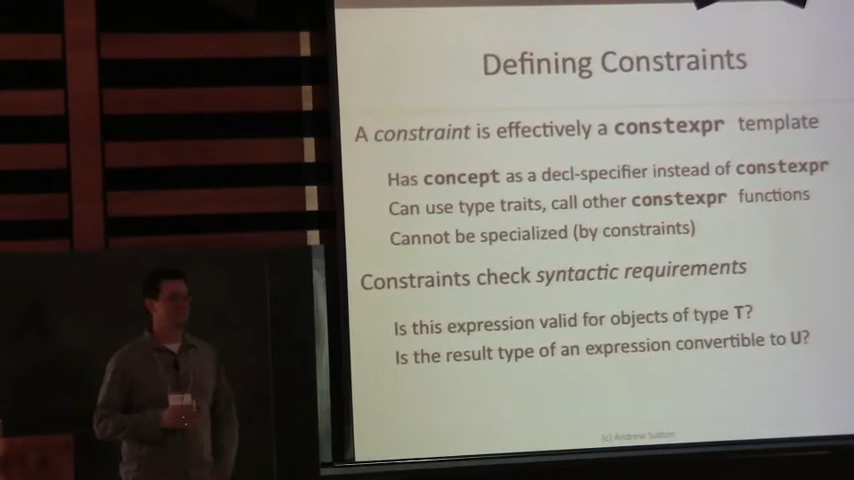 Defining Constraints
A constraint is effectively a constexpr template
Has concept as a decl-specifier instead of constexpr
Can use type traits, call other constexpr functions
Cannot be specialized (by constraints)
Constraints check syntactic requirements
Is this expression valid for objects of type T?
Is the result type of an expression convertible to U?
(c) Andrew Sutton